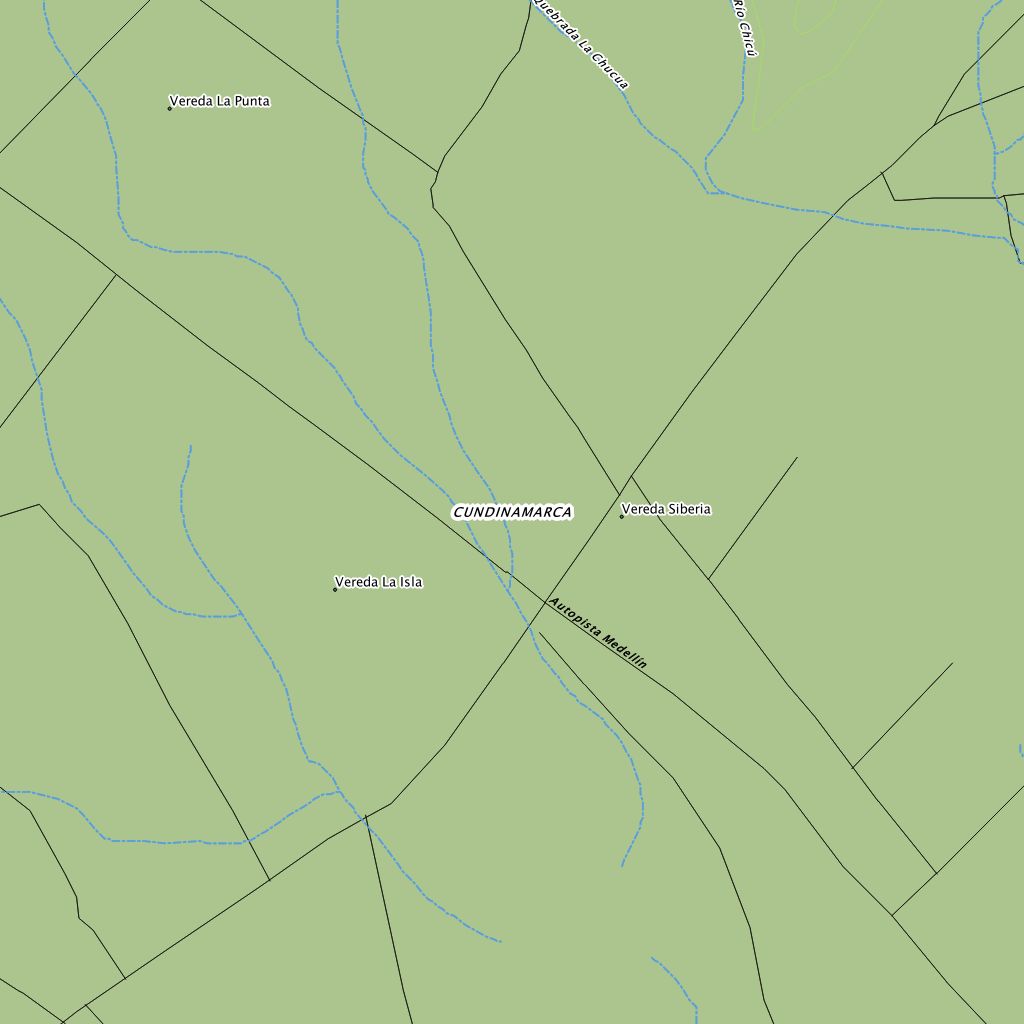 Quebrada La Chucua
Río Chicú
Vereda La Punta
CUNDINAMARCA
Vereda Siberia
Vereda La Isla
Autopista Medellín